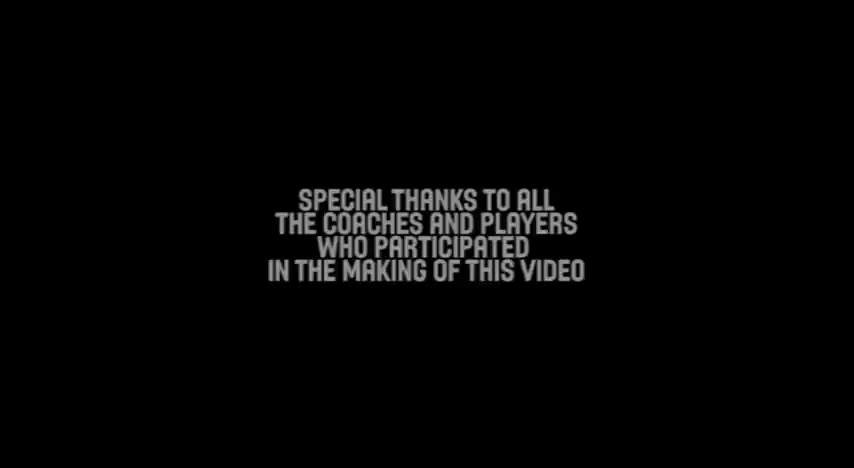 SPECIAL THANKS TO ALL
THE COACHES AND PLAYERS
WHO PARTICIPATED
IN THE MAKING OF THIS VIDEO